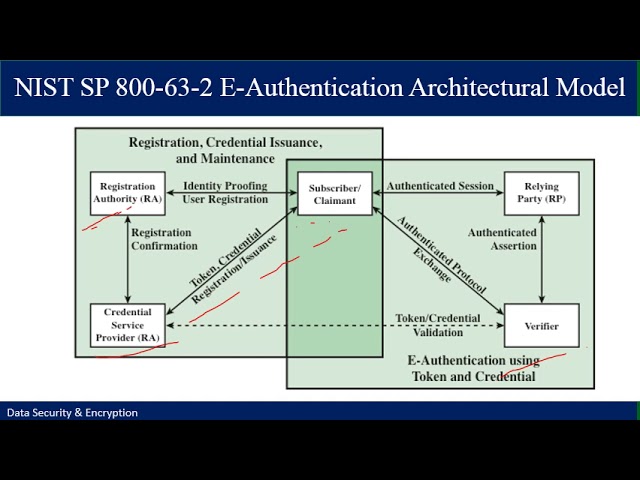 NIST SP 800-63-2 E-Authentication Architectural Model
Registration, Credential Issuance,
and Maintenance
Registration
Authority (RA)
Identity Proofing
User Registration
Subscriber/
Claimant
Authenticated Session
Relying
Party (RP)
Registration
Confirmation
Token, Credential
Registration/Issuance
Authenticated Protocol
Exchange
Authenticated
Assertion
Credential
Service
Provider (RA)
Token/Credential
Validation
Verifier
E-Authentication using
Token and Credential
Data Security & Encryption